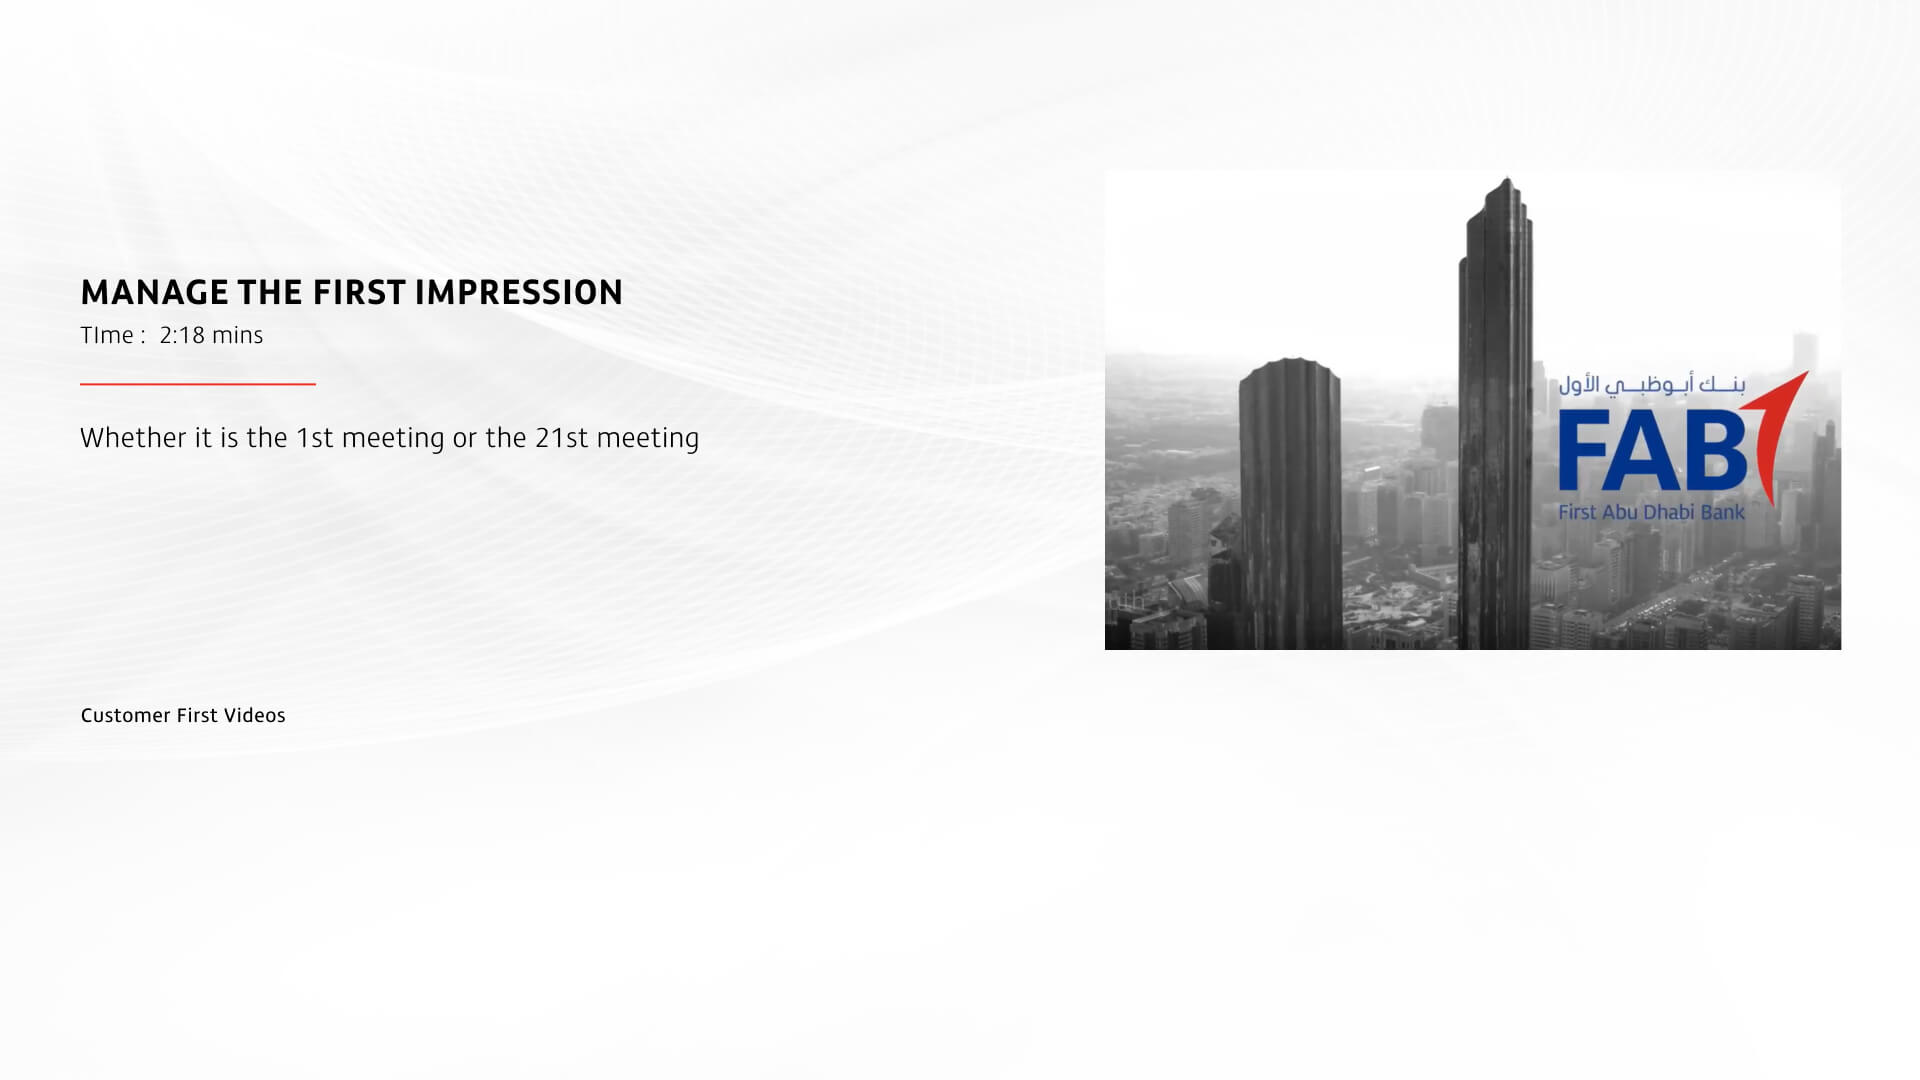 MANAGE THE FIRST IMPRESSION
TIme : 2:18 mins
Whether it is the 1st meeting or the 21st meeting
Customer First Videos
بنك أبوظبي الأول
FAB
First Abu Dhabi Bank